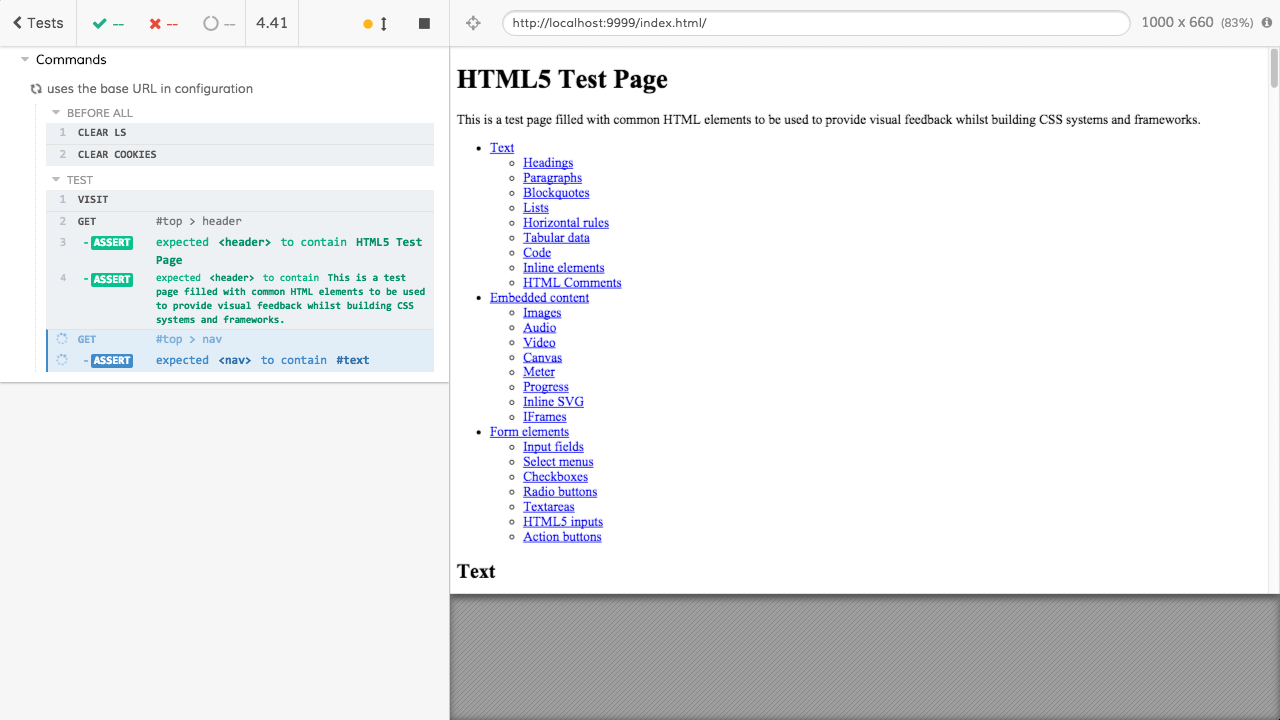 Tests -- -- -- 4.41 http://localhost:9999/index.html/ 1000 x 660 (83%)
Commands
uses the base URL in configuration
BEFORE ALL
1 CLEAR LS
2 CLEAR COOKIES
TEST
1 VISIT
2 GET #top > header
3 - ASSERT expected <header> to contain HTML5 Test
Page
4 - ASSERT expected <header> to contain This is a test
page filled with common HTML elements to be used
to provide visual feedback whilst building CSS
systems and frameworks.
GET #top > nav
- ASSERT expected <nav> to contain #text
HTML5 Test Page
This is a test page filled with common HTML elements to be used to provide visual feedback whilst building CSS systems and frameworks.
Text
Headings
Paragraphs
Blockquotes
Lists
Horizontal rules
Tabular data
Code
Inline elements
HTML Comments
Embedded content
Images
Audio
Video
Canvas
Meter
Progress
Inline SVG
IFrames
Form elements
Input fields
Select menus
Checkboxes
Radio buttons
Textareas
HTML5 inputs
Action buttons
Text